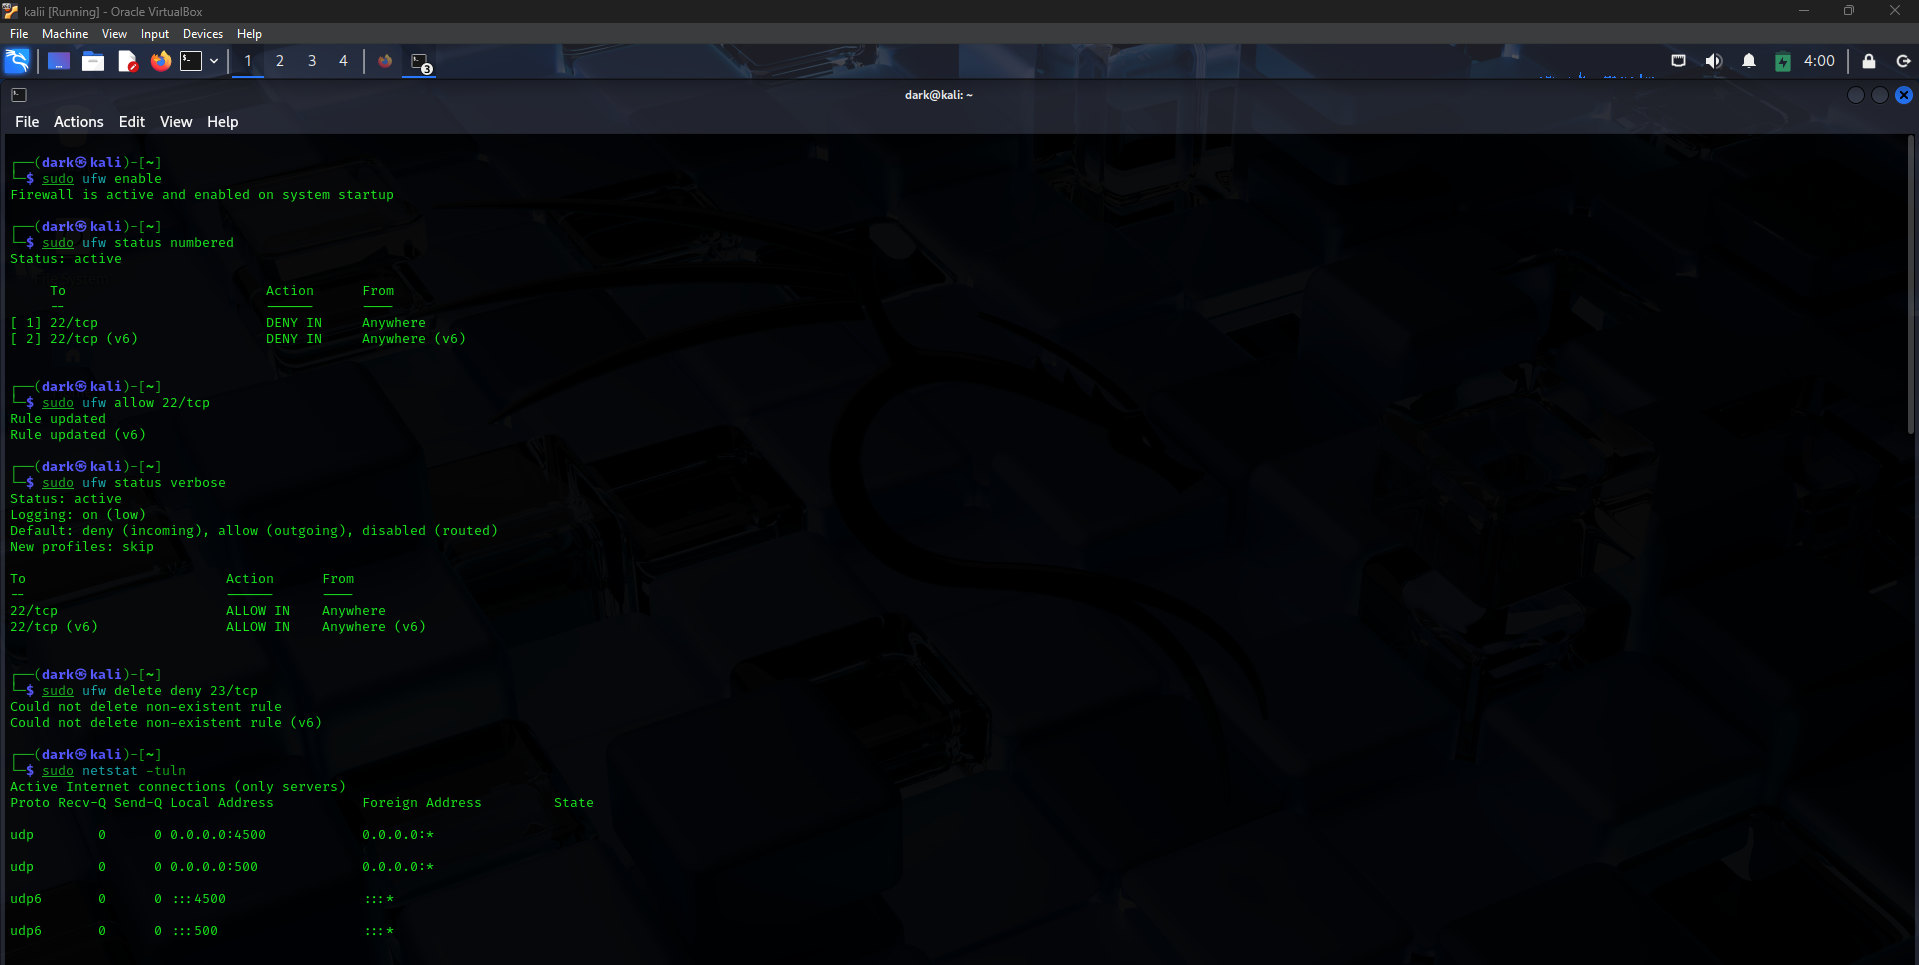 kalii [Running] - Oracle VirtualBox
File Machine View Input Devices Help
1 2 3 4 3 4:00
dark@kali: ~
File Actions Edit View Help
┌──(dark㉿kali)-[~]
└─$ sudo ufw enable
Firewall is active and enabled on system startup
┌──(dark㉿kali)-[~]
└─$ sudo ufw status numbered
Status: active
To Action From
-- ------ ----
[ 1] 22/tcp DENY IN Anywhere
[ 2] 22/tcp (v6) DENY IN Anywhere (v6)
┌──(dark㉿kali)-[~]
└─$ sudo ufw allow 22/tcp
Rule updated
Rule updated (v6)
┌──(dark㉿kali)-[~]
└─$ sudo ufw status verbose
Status: active
Logging: on (low)
Default: deny (incoming), allow (outgoing), disabled (routed)
New profiles: skip
To Action From
-- ------ ----
22/tcp ALLOW IN Anywhere
22/tcp (v6) ALLOW IN Anywhere (v6)
┌──(dark㉿kali)-[~]
└─$ sudo ufw delete deny 23/tcp
Could not delete non-existent rule
Could not delete non-existent rule (v6)
┌──(dark㉿kali)-[~]
└─$ sudo netstat -tuln
Active Internet connections (only servers)
Proto Recv-Q Send-Q Local Address Foreign Address State
udp 0 0 0.0.0.0:4500 0.0.0.0:*
udp 0 0 0.0.0.0:500 0.0.0.0:*
udp6 0 0 :::4500 :::*
udp6 0 0 :::500 :::*